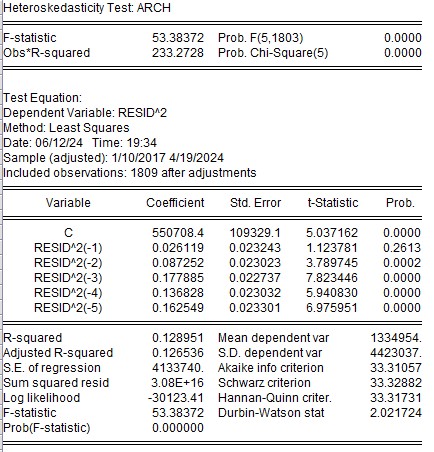 Heteroskedasticity Test: ARCH
F-statistic 53.38372 Prob. F(5,1803) 0.0000
Obs*R-squared 233.2728 Prob. Chi-Square(5) 0.0000
Test Equation:
Dependent Variable: RESID^2
Method: Least Squares
Date: 06/12/24 Time: 19:34
Sample (adjusted): 1/10/2017 4/19/2024
Included observations: 1809 after adjustments
Variable Coefficient Std. Error t-Statistic Prob.
C 550708.4 109329.1 5.037162 0.0000
RESID^2(-1) 0.026119 0.023243 1.123781 0.2613
RESID^2(-2) 0.087252 0.023023 3.789745 0.0002
RESID^2(-3) 0.177885 0.022737 7.823446 0.0000
RESID^2(-4) 0.136828 0.023032 5.940830 0.0000
RESID^2(-5) 0.162549 0.023301 6.975951 0.0000
R-squared 0.128951 Mean dependent var 1334954.
Adjusted R-squared 0.126536 S.D. dependent var 4423037.
S.E. of regression 4133740. Akaike info criterion 33.31057
Sum squared resid 3.08E+16 Schwarz criterion 33.32882
Log likelihood -30123.41 Hannan-Quinn criter. 33.31731
F-statistic 53.38372 Durbin-Watson stat 2.021724
Prob(F-statistic) 0.000000